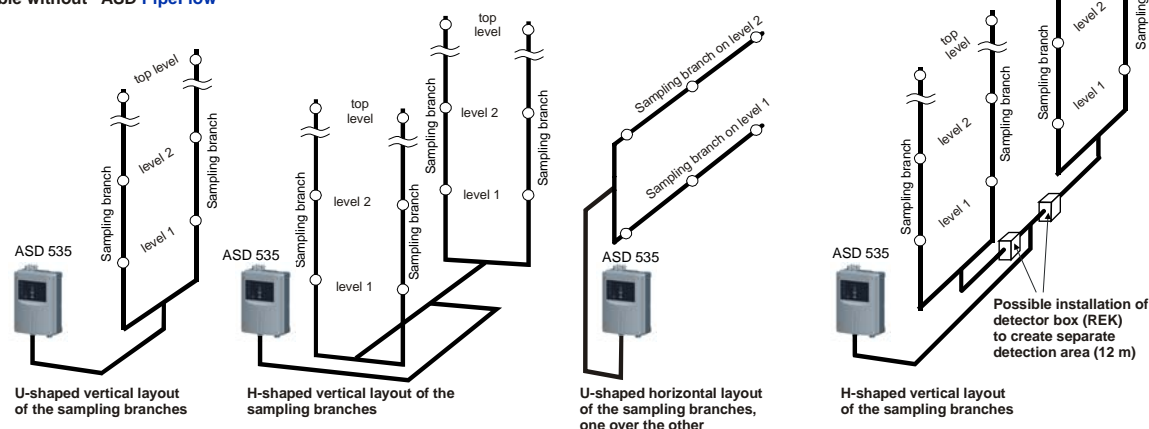 ble without "ASD PipeFlow"
top level
level 2
level 1
Sampling branch
Sampling branch
ASD 535
U-shaped vertical layout
of the sampling branches
top
level
level 2
level 1
Sampling branch
Sampling branch
top
level
level 2
level 1
Sampling branch
Sampling branch
ASD 535
H-shaped vertical layout of the
sampling branches
Sampling branch on level 2
Sampling branch on level 1
ASD 535
U-shaped horizontal layout
of the sampling branches,
one over the other
top
level
level 2
level 1
Sampling branch
Sampling branch
level 2
level 1
Sampling branch
Sampling
ASD 535
Possible installation of
detector box (REK)
to create separate
detection area (12 m)
H-shaped vertical layout
of the sampling branches